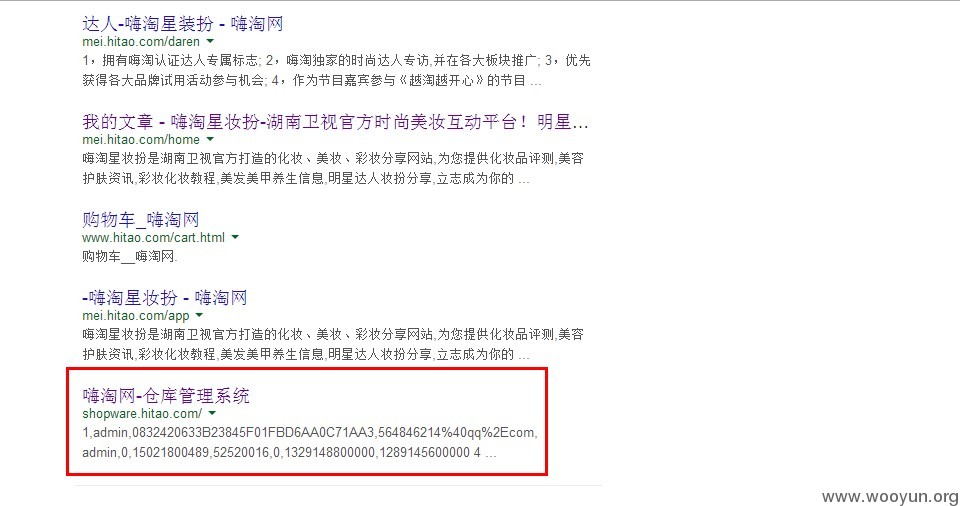 达人-嗨淘星装扮 - 嗨淘网
mei.hitao.com/daren
1，拥有嗨淘认证达人专属标志; 2，嗨淘独家的时尚达人专访,并在各大板块推广; 3，优先
获得各大品牌试用活动参与机会; 4，作为节目嘉宾参与《越淘越开心》的节目 ...
我的文章 - 嗨淘星妆扮-湖南卫视官方时尚美妆互动平台！明星...
mei.hitao.com/home
嗨淘星妆扮是湖南卫视官方打造的化妆、美妆、彩妆分享网站,为您提供化妆品评测,美容
护肤资讯,彩妆化妆教程,美发美甲养生信息,明星达人妆扮分享,立志成为你的 ...
购物车_嗨淘网
www.hitao.com/cart.html
购物车__嗨淘网.
-嗨淘星妆扮 - 嗨淘网
mei.hitao.com/app
嗨淘星妆扮是湖南卫视官方打造的化妆、美妆、彩妆分享网站,为您提供化妆品评测,美容
护肤资讯,彩妆化妆教程,美发美甲养生信息,明星达人妆扮分享,立志成为你的 ...
嗨淘网-仓库管理系统
shopware.hitao.com/
1,admin,0832420633B23845F01FBD6AA0C71AA3,564846214%40qq%2Ecom,
admin,0,15021800489,52520016,0,1329148800000,1289145600000 4 ...
www.wooyun.org